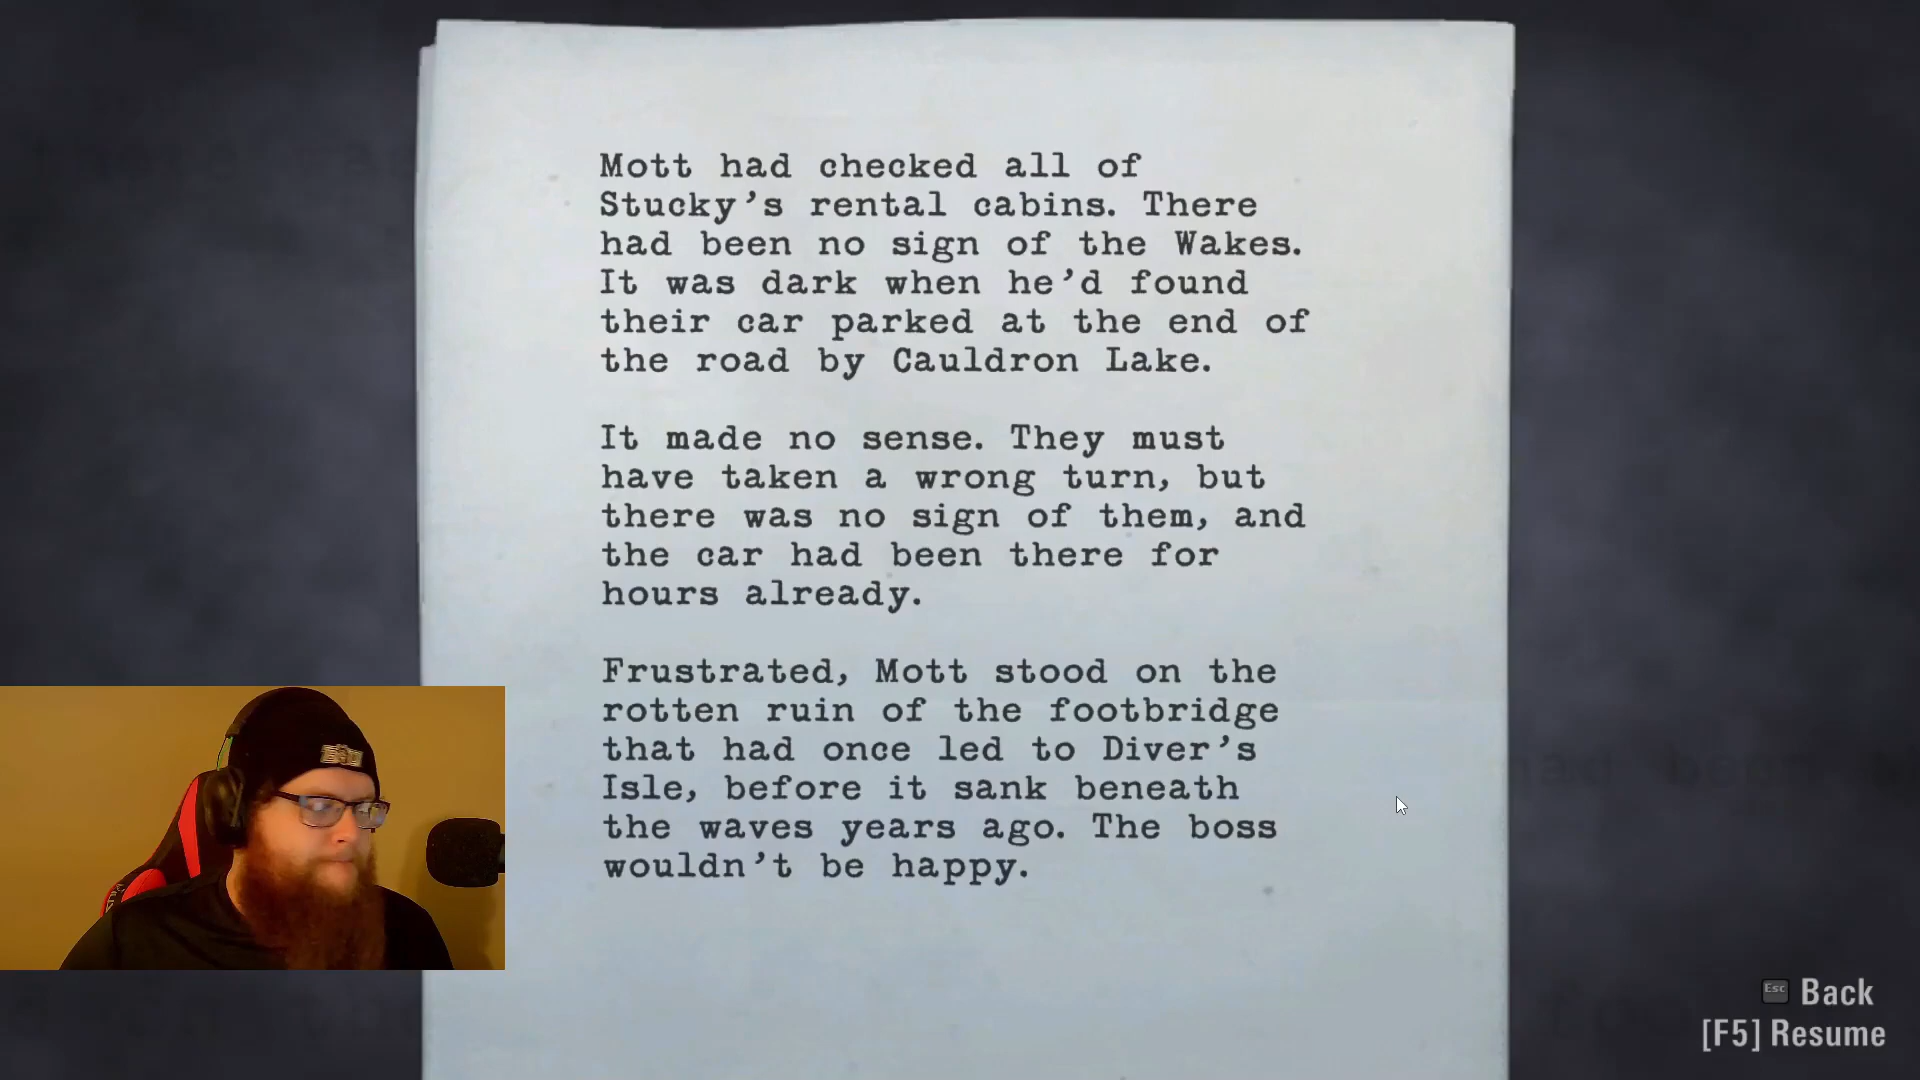 Mott had checked all of
Stucky's rental cabins. There
had been no sign of the Wakes.
It was dark when he'd found
their car parked at the end of
the road by Cauldron Lake.
It made no sense. They must
have taken a wrong turn, but
there was no sign of them, and
the car had been there for
hours already.
Frustrated, Mott stood on the
rotten ruin of the footbridge
that had once led to Diver's
Isle, before it sank beneath
the waves years ago. The boss
wouldn't be happy.
Esc Back
[F5] Resume